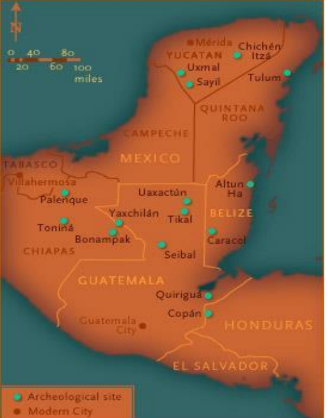 N
0 40 80
20 60 100
miles
Mérida
Chichén
Itzá
YUCATAN
Uxmal
Sayil
Tulum
QUINTANA
ROO
CAMPECHE
MEXICO
TABASCO
Villahermosa
Palenque
Uaxactún
Altun
Ha
Yaxchilán
Tikal
BELIZE
Toniná
Bonampak
Caracol
CHIAPAS
Seibal
GUATEMALA
Quiriguá
Copán
Guatemala
City
HONDURAS
EL SALVADOR
Archeological site
Modern City